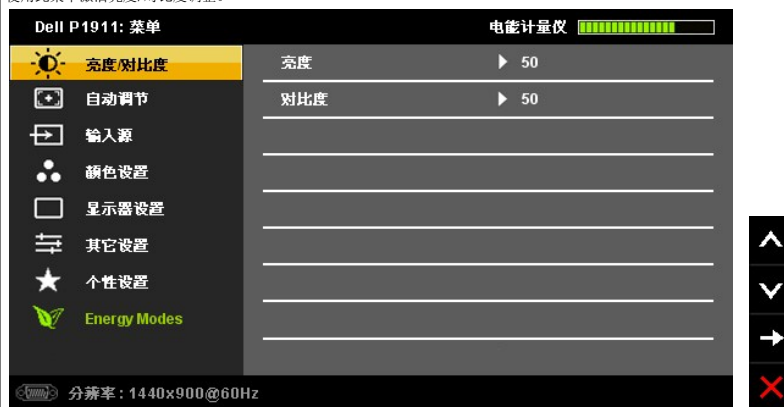 Dell P1911: 菜单
电能计量仪
亮度/对比度
亮度
50
自动调节
对比度
50
输入源
颜色设置
显示器设置
其它设置
个性设置
Energy Modes
分辨率: 1440x900@60Hz